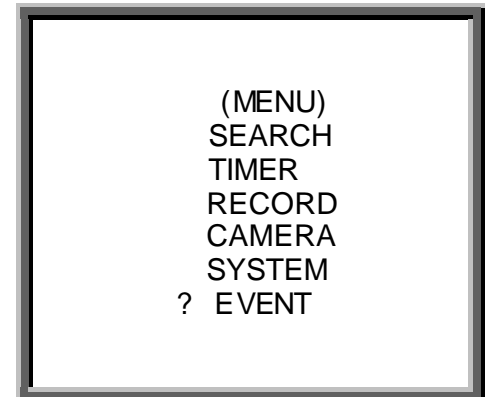 (MENU)
SEARCH
TIMER
RECORD
CAMERA
SYSTEM
? EVENT